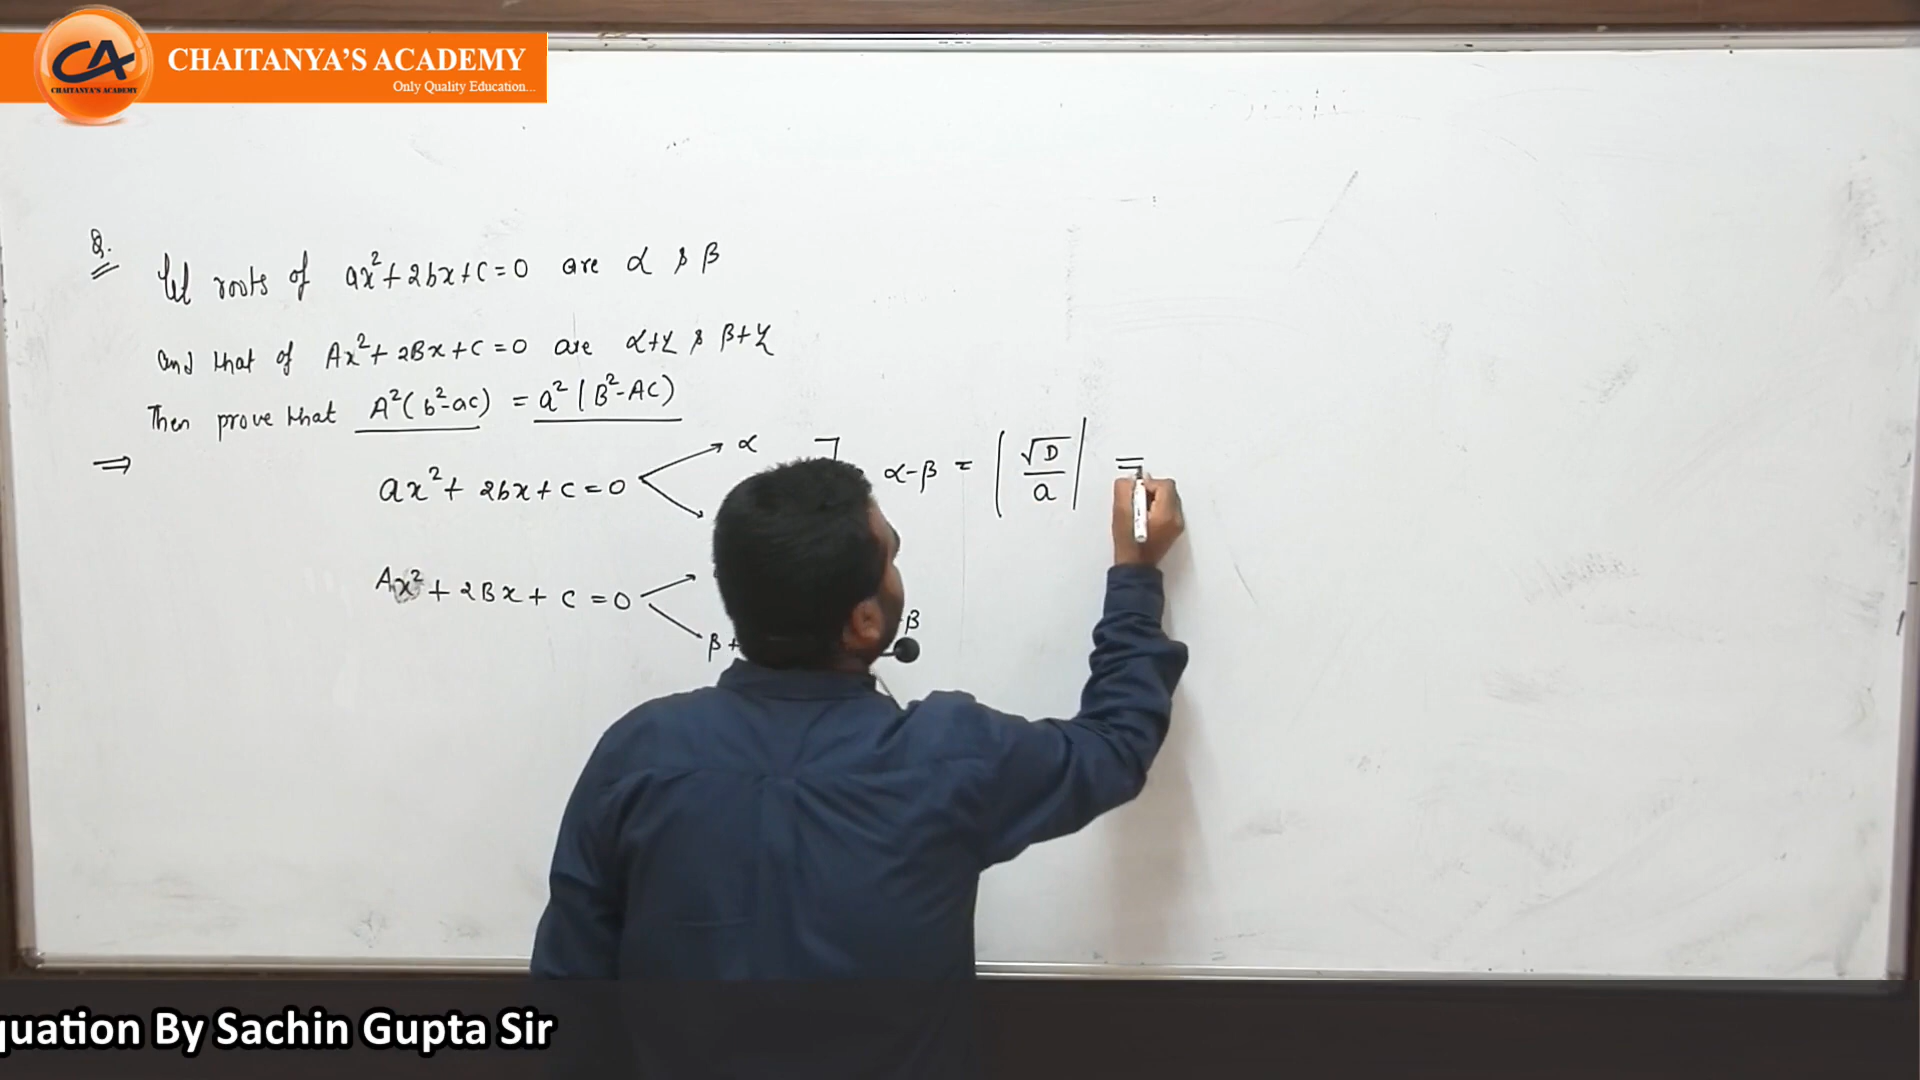 CA
CHAITANYA'S ACADEMY
CHAITANYA'S ACADEMY
Only Quality Education...
Q.
Let roots of ax²+2bx+c=0 are α & β
and that of Ax²+2Bx+C=0 are α+ξ & β+ξ
Then prove that A²(b²-ac) = a²(B²-AC)
⇒
ax²+2bx+c=0 α
α-β = |√D/a| =
Ax²+2Bx+C=0
β+
β
quation By Sachin Gupta Sir